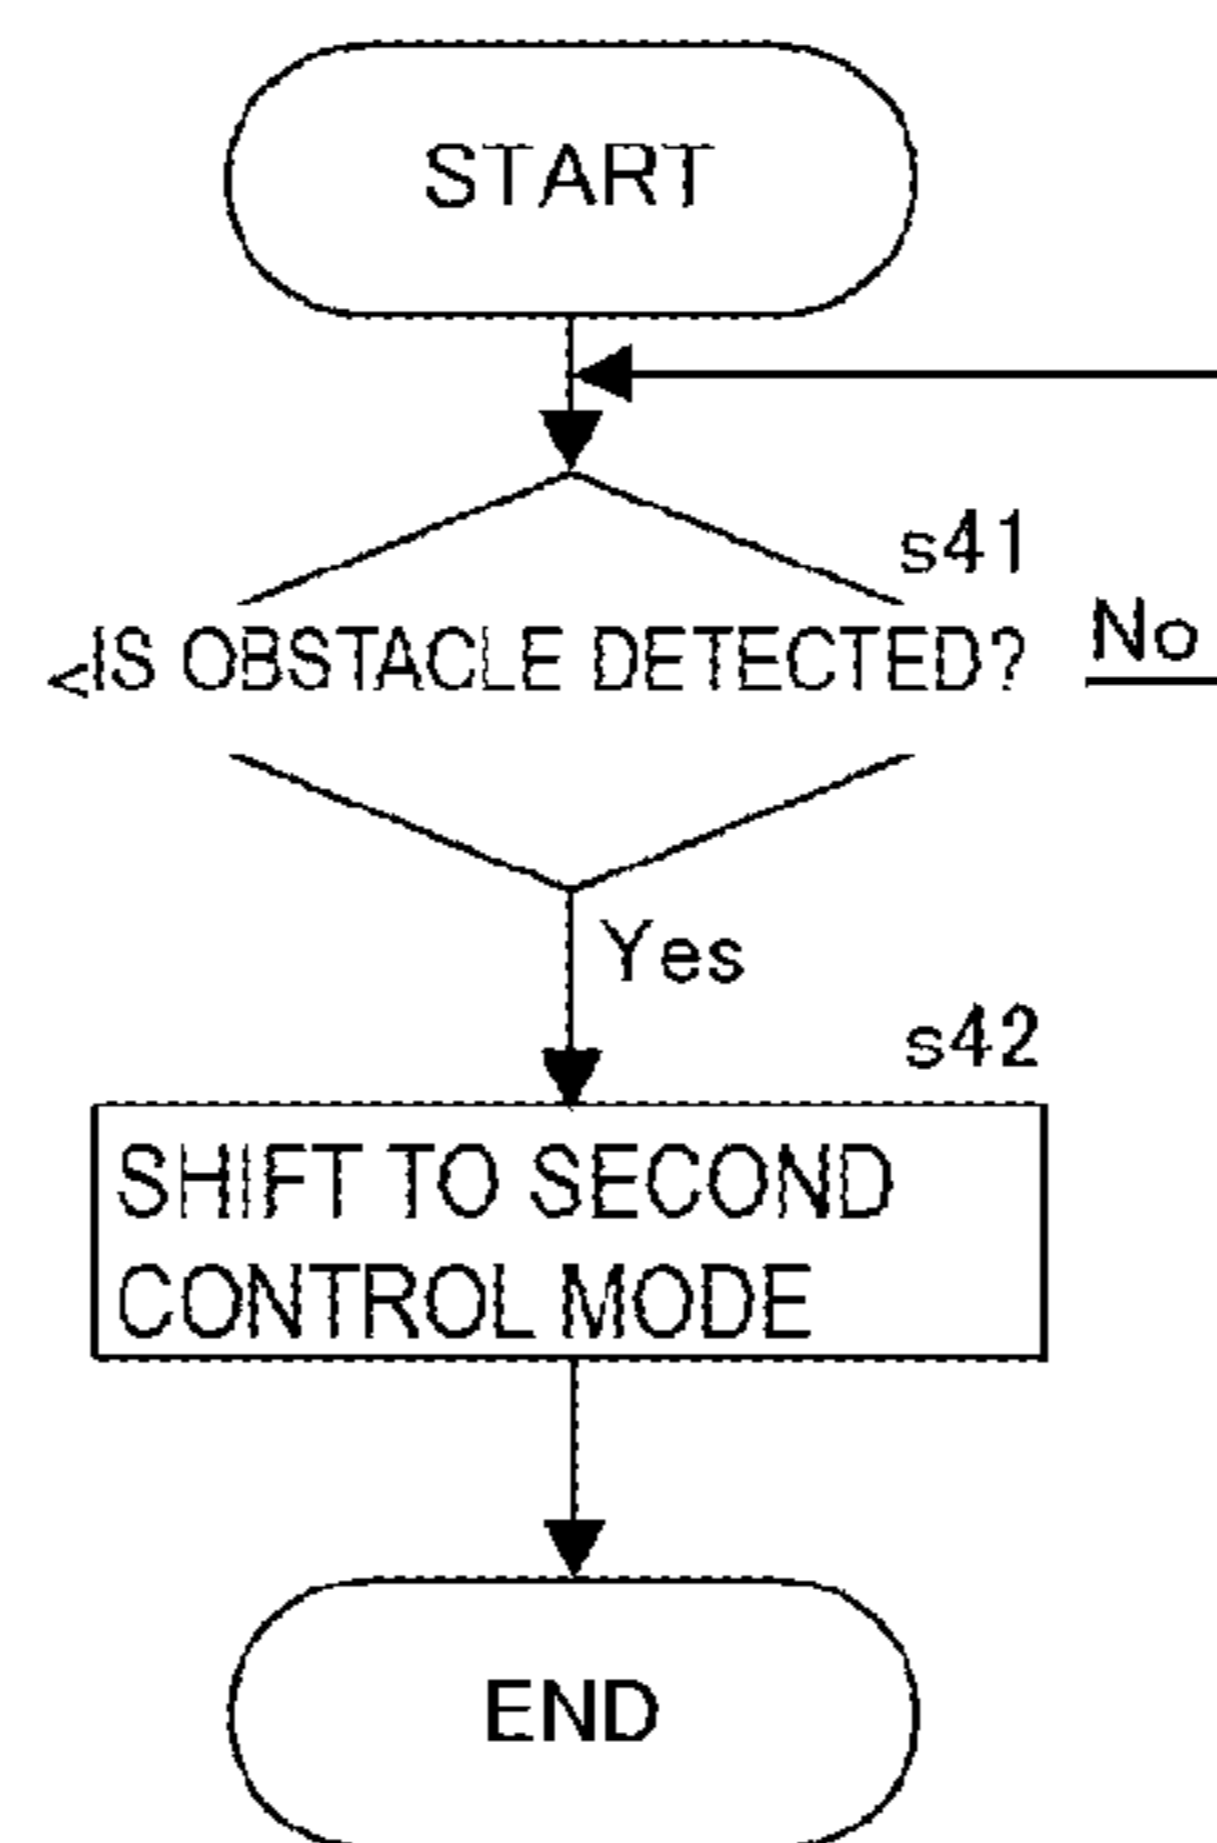 START
s41
IS OBSTACLE DETECTED?
No
Yes
s42
SHIFT TO SECOND
CONTROL MODE
END